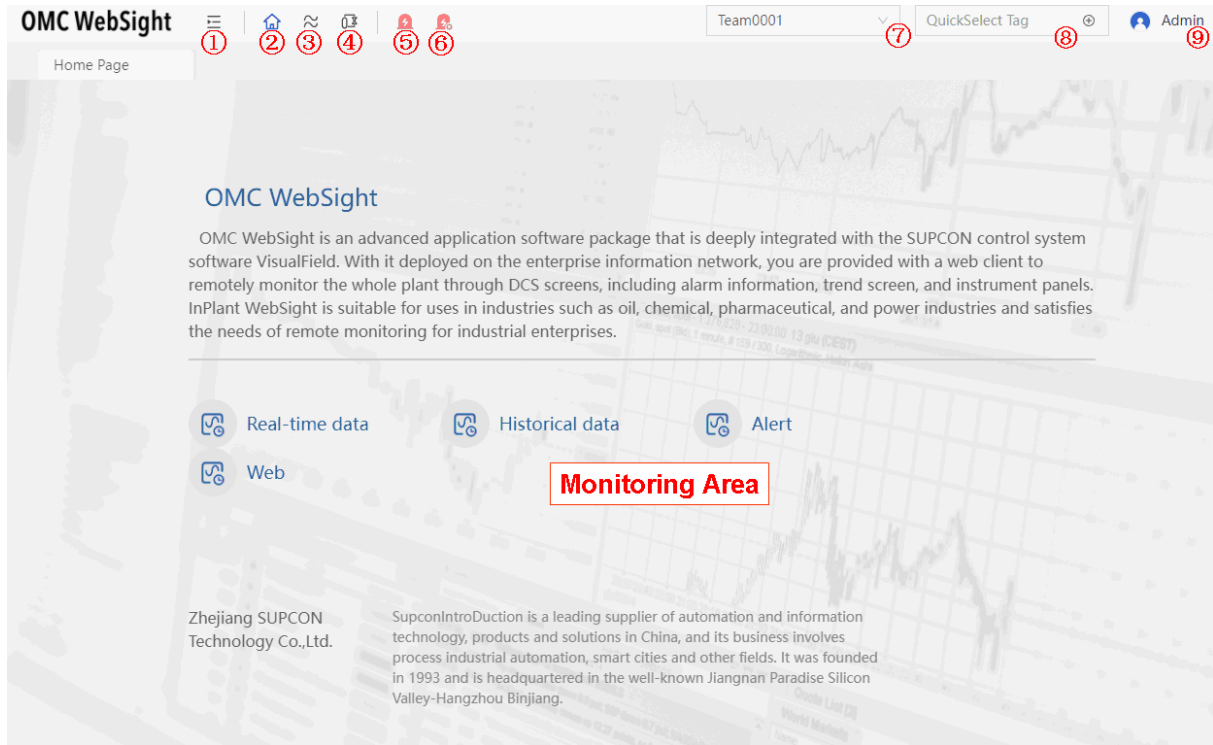 OMC WebSight
Team0001
QuickSelect Tag
Admin
① ② ③ ④ ⑤ ⑥ ⑦ ⑧ ⑨
Home Page
OMC WebSight
OMC WebSight is an advanced application software package that is deeply integrated with the SUPCON control system
software VisualField. With it deployed on the enterprise information network, you are provided with a web client to
remotely monitor the whole plant through DCS screens, including alarm information, trend screen, and instrument panels.
InPlant WebSight is suitable for uses in industries such as oil, chemical, pharmaceutical, and power industries and satisfies
the needs of remote monitoring for industrial enterprises.
Real-time data
Historical data
Alert
Web
Monitoring Area
Zhejiang SUPCON
Technology Co.,Ltd.
SupconIntroDuction is a leading supplier of automation and information
technology, products and solutions in China, and its business involves
process industrial automation, smart cities and other fields. It was founded
in 1993 and is headquartered in the well-known Jiangnan Paradise Silicon
Valley-Hangzhou Binjiang.